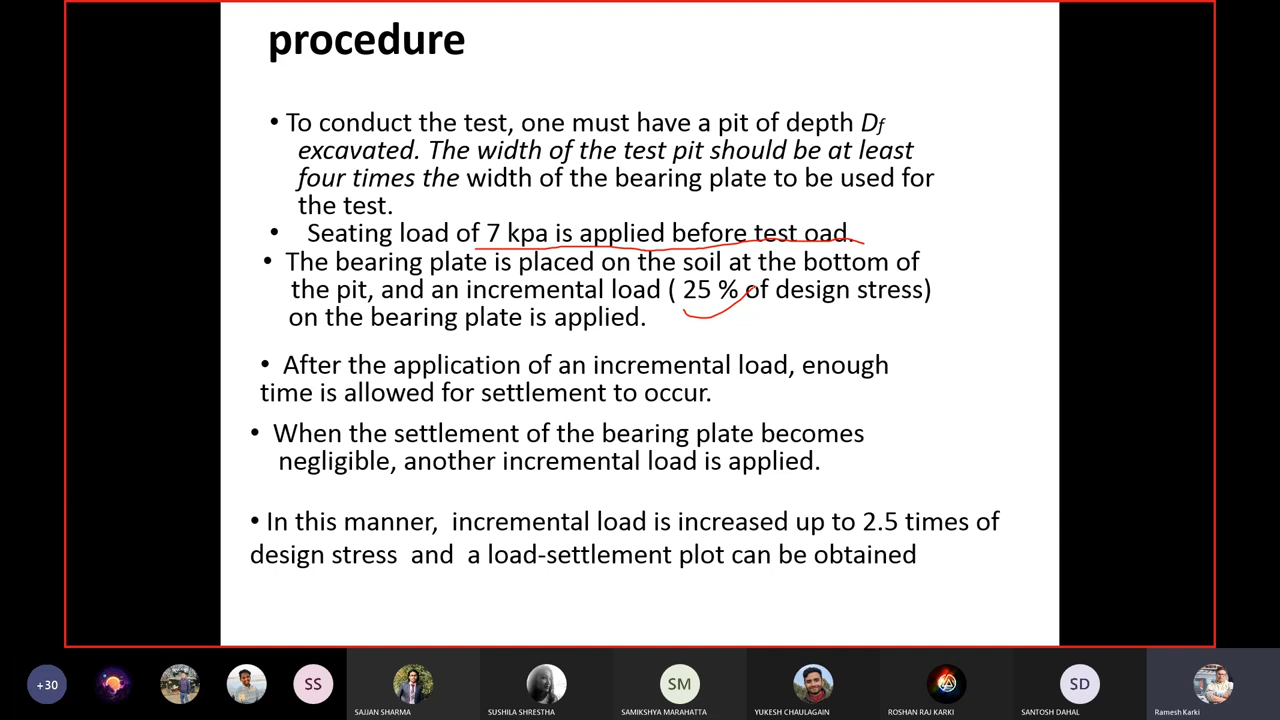 procedure
• To conduct the test, one must have a pit of depth Df
excavated. The width of the test pit should be at least
four times the width of the bearing plate to be used for
the test.
• Seating load of 7 kpa is applied before test oad.
• The bearing plate is placed on the soil at the bottom of
the pit, and an incremental load ( 25 % of design stress)
on the bearing plate is applied.
• After the application of an incremental load, enough
time is allowed for settlement to occur.
• When the settlement of the bearing plate becomes
negligible, another incremental load is applied.
• In this manner, incremental load is increased up to 2.5 times of
design stress and a load-settlement plot can be obtained
+30 SS SM SD
SAJJAN SHARMA SUSHILA SHRESTHA SAMIKSHYA MARAHATTA YUKESH CHAULAGAIN ROSHAN RAJ KARKI SANTOSH DAHAL Ramesh Karki